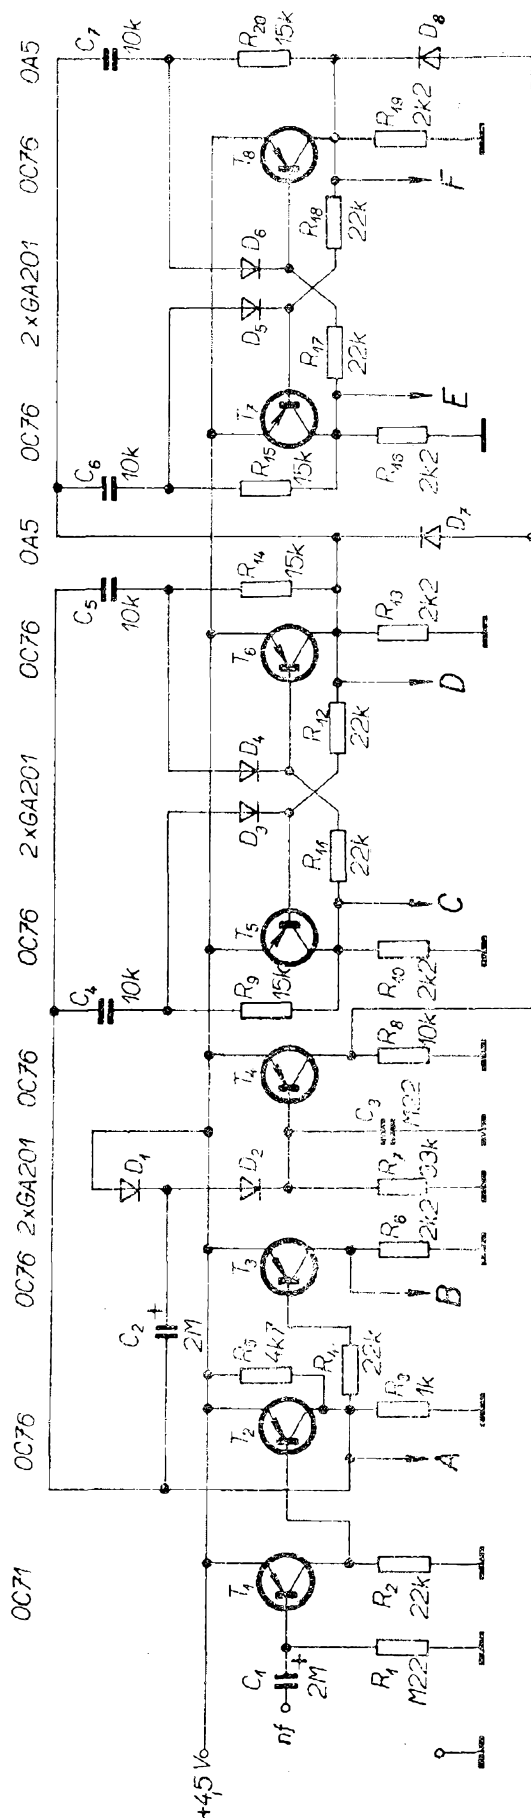 OC71 OC76 OC76 2xGA201 OC76 OC76 2xGA201 OC76 OA5 OC76 2xGA201 OC76 OA5
C2 + 2M
D1
C4 10k
C5 10k
C6 10k
C7 10k
+4,5 V
nf
C1 + 2M
T1
R1 M22
R2 22k
T2
R5 4k7
R4 22k
R3 1k
A
T3
R6 2k2
B
D2
R7 33k
C3 M22
T4
R8 10k
R9 15k
T5
R10 2k2
C
D3
D4
R11 22k
R12 22k
T6
R14 15k
R13 2k2
D
D7
R15 15k
T7
R16 2k2
E
D5
D6
R17 22k
R18 22k
T8
R20 15k
R19 2k2
F
D8